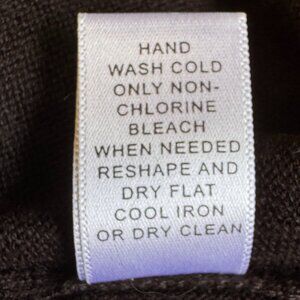 HAND
WASH COLD
ONLY NON-
CHLORINE
BLEACH
WHEN NEEDED
RESHAPE AND
DRY FLAT
COOL IRON
OR DRY CLEAN